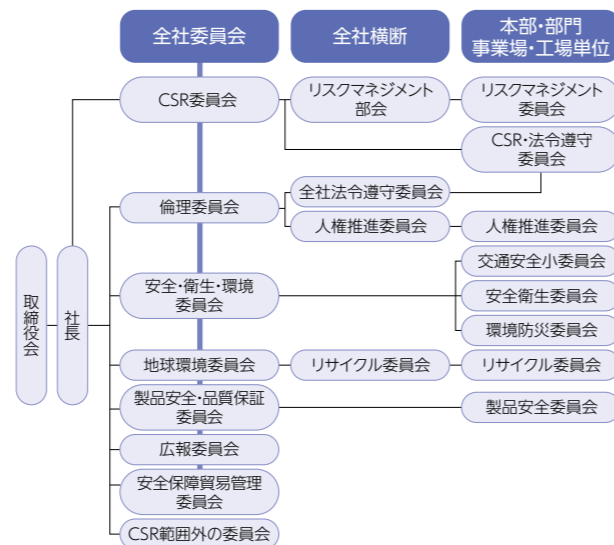 全社委員会
全社横断
本部・部門
事業場・工場単位
CSR委員会
リスクマネジメント
部会
リスクマネジメント
委員会
CSR・法令遵守
委員会
倫理委員会
全社法令遵守委員会
人権推進委員会
人権推進委員会
取締役会
社長
安全・衛生・環境
委員会
交通安全小委員会
安全衛生委員会
環境防災委員会
地球環境委員会
リサイクル委員会
リサイクル委員会
製品安全・品質保証
委員会
製品安全委員会
広報委員会
安全保障貿易管理
委員会
CSR範囲外の委員会